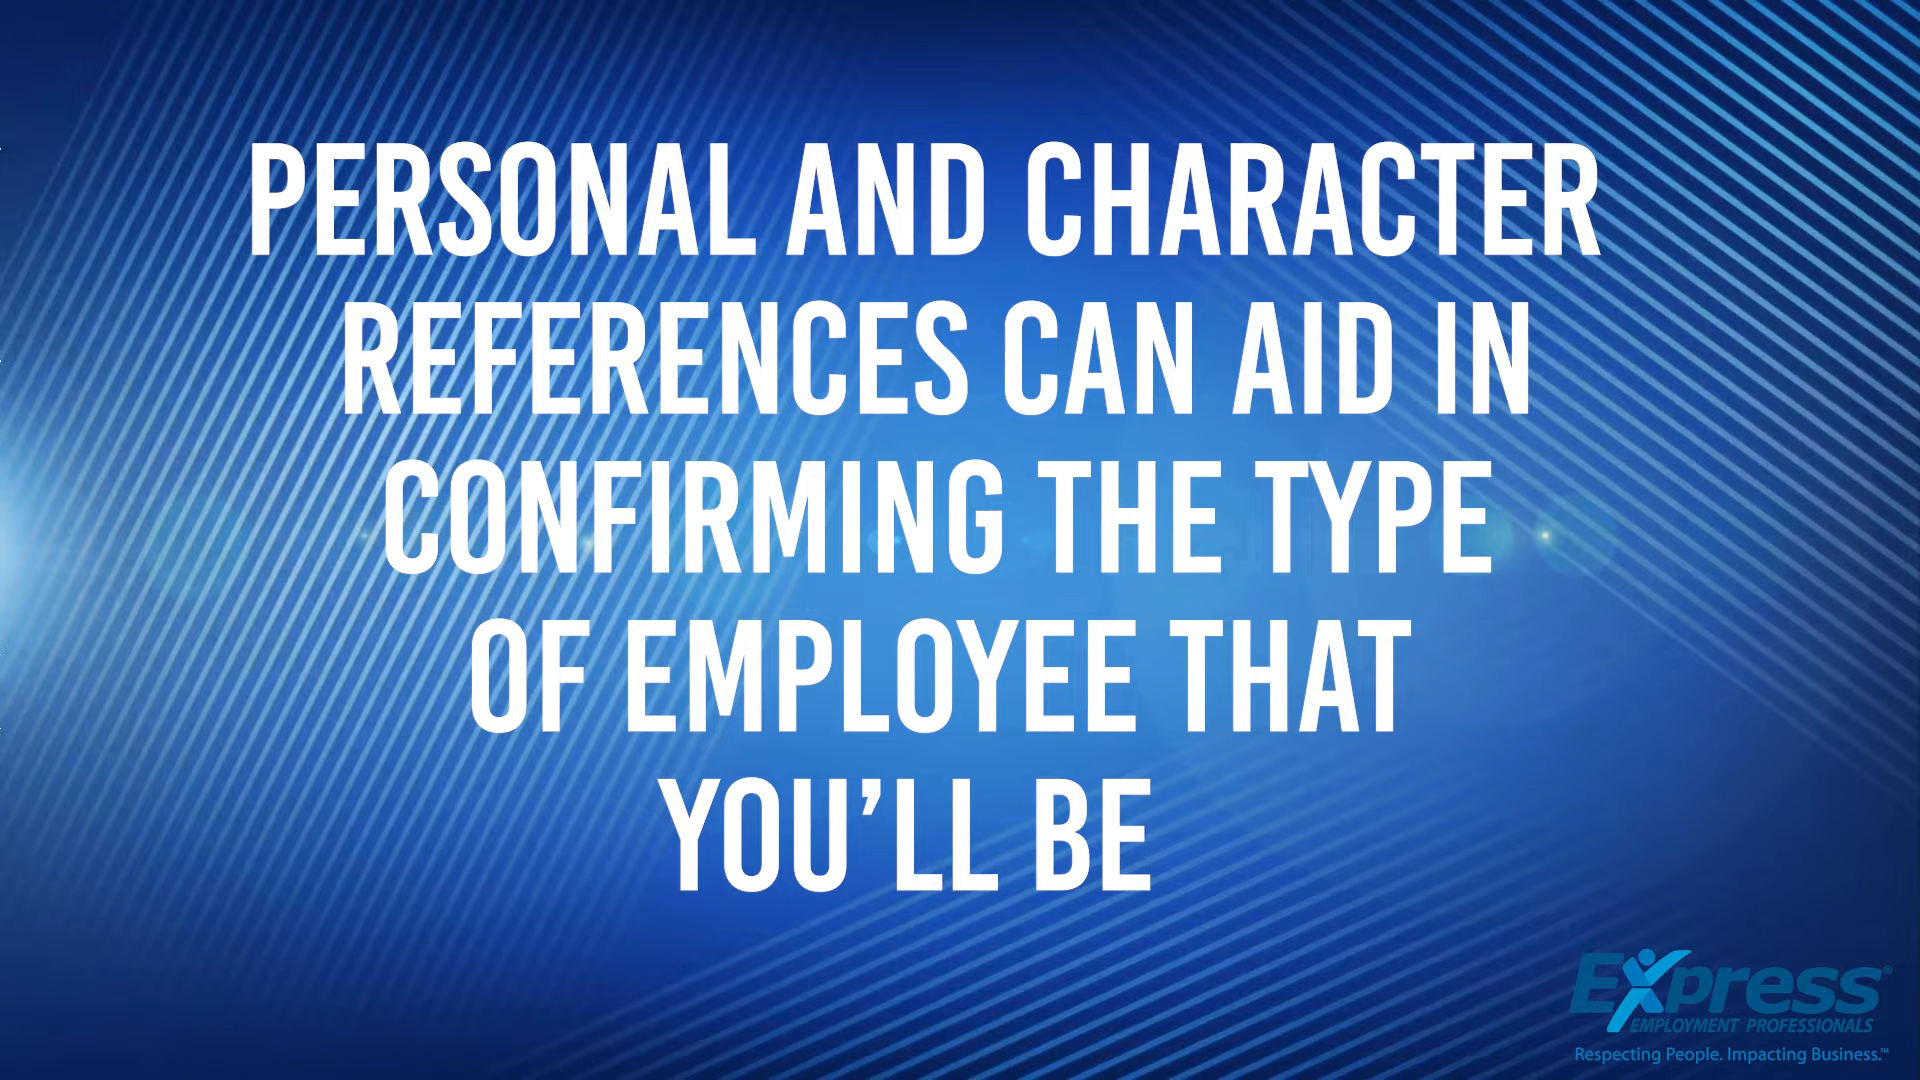 PERSONAL AND CHARACTER
REFERENCES CAN AID IN
CONFIRMING THE TYPE
OF EMPLOYEE THAT
YOU'LL BE
Express®
EMPLOYMENT PROFESSIONALS
Respecting People. Impacting Business.™